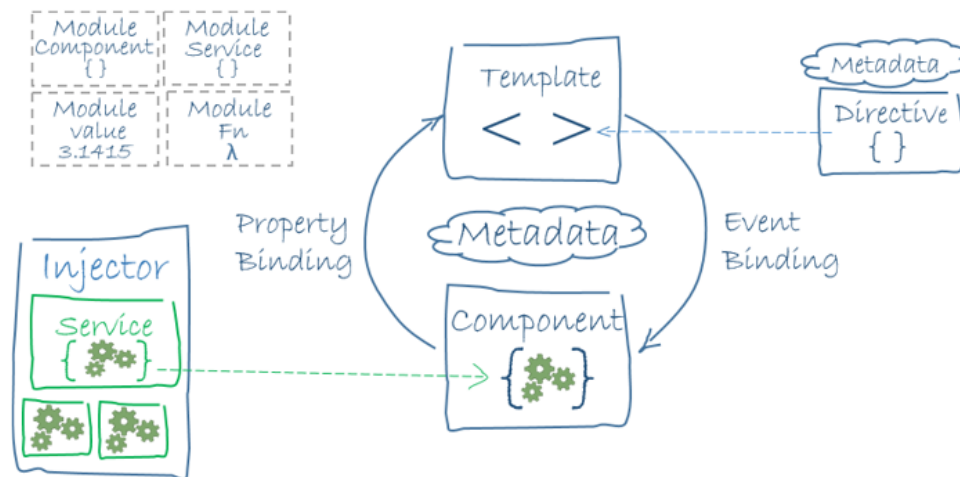 Module
Component
{ }
Module
Service
{ }
Module
value
3.1415
Module
Fn
λ
Template
< >
Metadata
Directive
{ }
Property
Binding
Metadata
Event
Binding
Injector
Service
{ }
Component
{ }